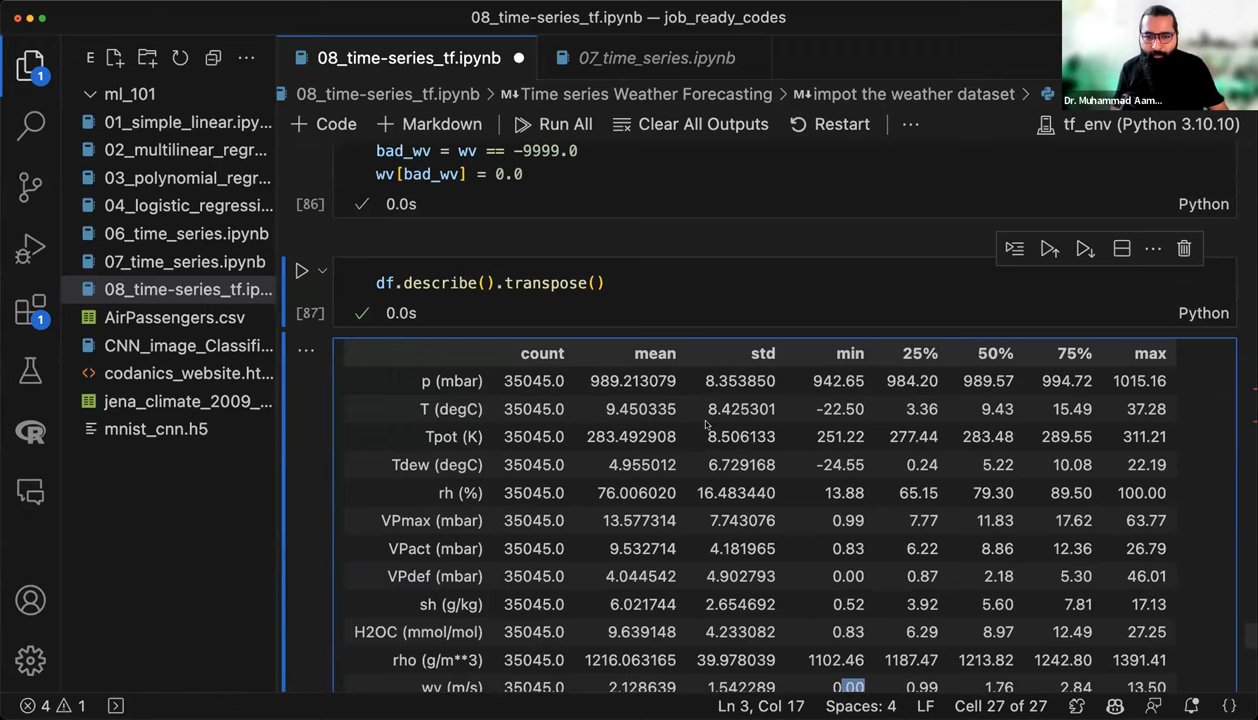 08_time-series_tf.ipynb — job_ready_codes
E
08_time-series_tf.ipynb
07_time_series.ipynb
Dr. Muhammad Aam...
1
ml_101
08_time-series_tf.ipynb > M↓Time series Weather Forecasting > M↓impot the weather dataset >
01_simple_linear.ipy...
+ Code + Markdown Run All Clear All Outputs Restart ...
tf_env (Python 3.10.10)
02_multilinear_regr...
bad_wv = wv == -9999.0
03_polynomial_regr...
wv[bad_wv] = 0.0
04_logistic_regressi...
[86] 0.0s Python
06_time_series.ipynb
07_time_series.ipynb
08_time-series_tf.ip...
df.describe().transpose()
[87] 0.0s Python
1
AirPassengers.csv
CNN_image_Classifi...
codanics_website.ht...
jena_climate_2009_...
mnist_cnn.h5
count mean std min 25% 50% 75% max
p (mbar) 35045.0 989.213079 8.353850 942.65 984.20 989.57 994.72 1015.16
T (degC) 35045.0 9.450335 8.425301 -22.50 3.36 9.43 15.49 37.28
Tpot (K) 35045.0 283.492908 8.506133 251.22 277.44 283.48 289.55 311.21
Tdew (degC) 35045.0 4.955012 6.729168 -24.55 0.24 5.22 10.08 22.19
rh (%) 35045.0 76.006020 16.483440 13.88 65.15 79.30 89.50 100.00
VPmax (mbar) 35045.0 13.577314 7.743076 0.99 7.77 11.83 17.62 63.77
VPact (mbar) 35045.0 9.532714 4.181965 0.83 6.22 8.86 12.36 26.79
VPdef (mbar) 35045.0 4.044542 4.902793 0.00 0.87 2.18 5.30 46.01
sh (g/kg) 35045.0 6.021744 2.654692 0.52 3.92 5.60 7.81 17.13
H2OC (mmol/mol) 35045.0 9.639148 4.233082 0.83 6.29 8.97 12.49 27.25
rho (g/m**3) 35045.0 1216.063165 39.978039 1102.46 1187.47 1213.82 1242.80 1391.41
wv (m/s) 35045.0 2.128639 1.542289 0.00 0.99 1.76 2.84 13.50
4 1 Ln 3, Col 17 Spaces: 4 LF Cell 27 of 27